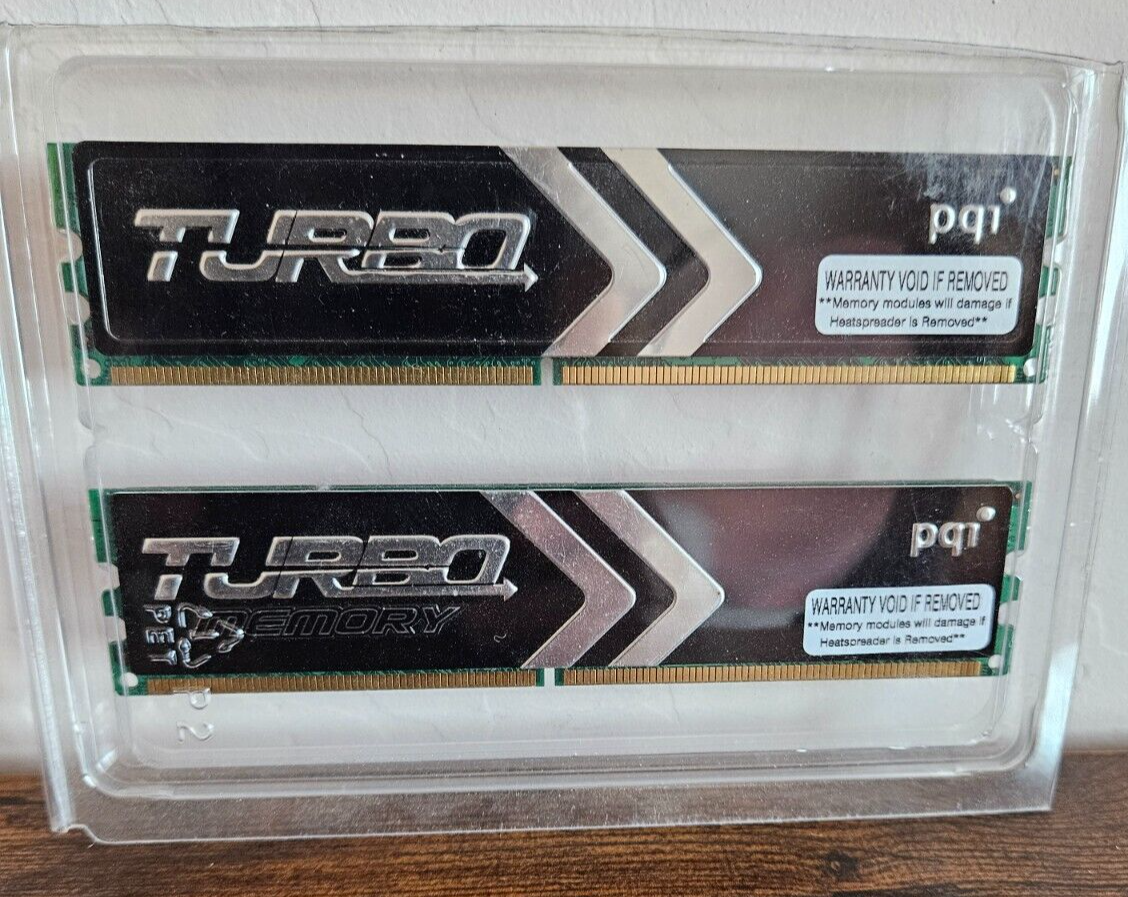 TURBO
pqi
WARRANTY VOID IF REMOVED
**Memory modules will damage if
Heatspreader is Removed**
TURBO
MEMORY
pqi
WARRANTY VOID IF REMOVED
**Memory modules will damage if
Heatspreader is Removed**